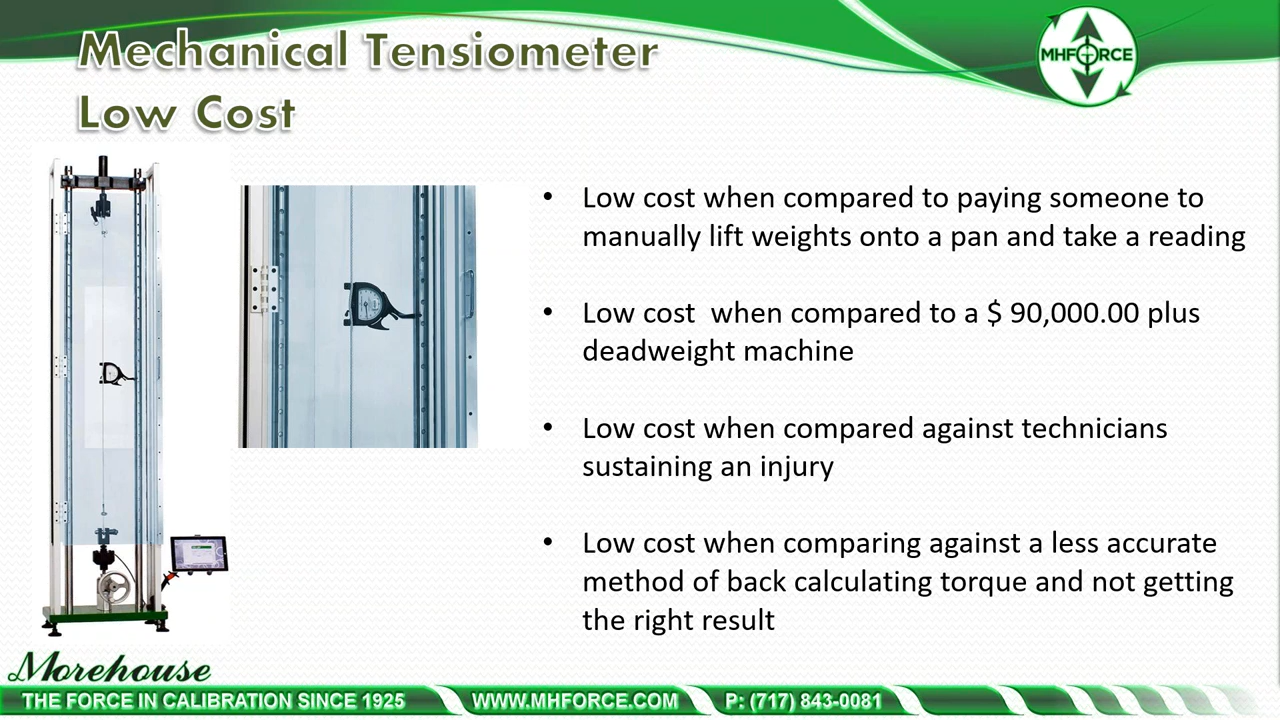 Mechanical Tensiometer
Low Cost
MHFORCE
• Low cost when compared to paying someone to
manually lift weights onto a pan and take a reading
• Low cost  when compared to a $ 90,000.00 plus
deadweight machine
• Low cost when compared against technicians
sustaining an injury
• Low cost when comparing against a less accurate
method of back calculating torque and not getting
the right result
Morehouse
THE FORCE IN CALIBRATION SINCE 1925
WWW.MHFORCE.COM
P: (717) 843-0081